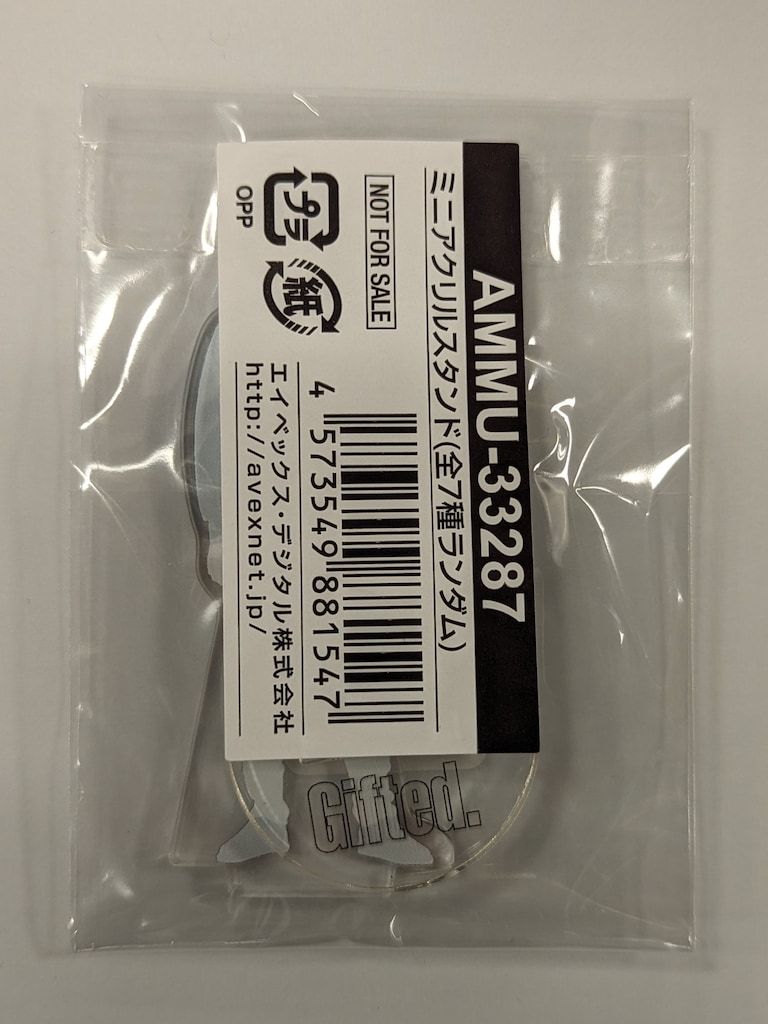 AMMU-33287
ミニアクリルスタンド(全7種ランダム)
NOT FOR SALE
プラ
紙
OPP
4 573549 881547
エイベックス・デジタル株式会社
http://avexnet.jp/
Gifted.